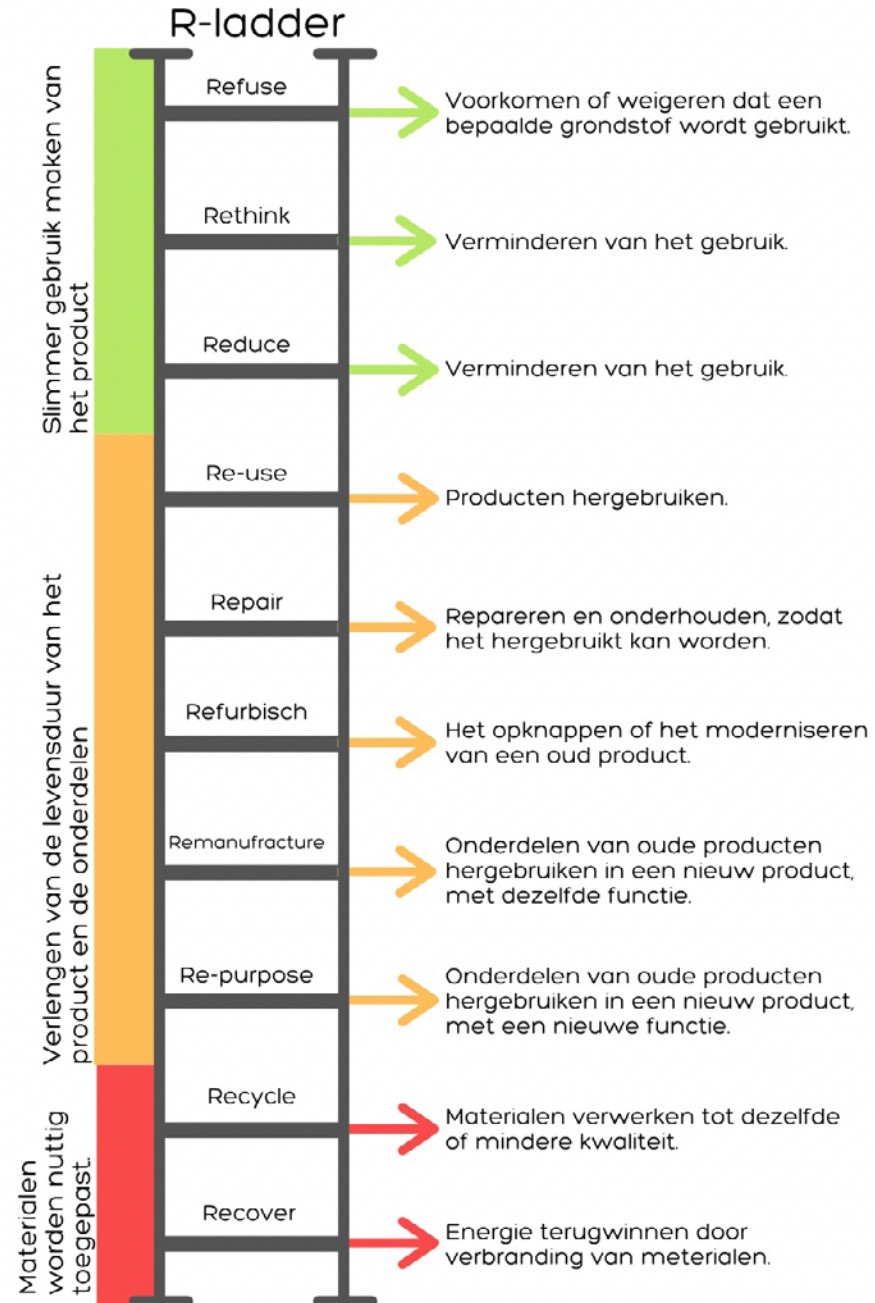 R-ladder
Slimmer gebruik maken van
het product
Refuse
Voorkomen of weigeren dat een
bepaalde grondstof wordt gebruikt.
Rethink
Verminderen van het gebruik.
Reduce
Verminderen van het gebruik.
Verlengen van de levensduur van het
product en de onderdelen
Re-use
Producten hergebruiken.
Repair
Repareren en onderhouden, zodat
het hergebruikt kan worden.
Refurbisch
Het opknappen of het moderniseren
van een oud product.
Remanufracture
Onderdelen van oude producten
hergebruiken in een nieuw product,
met dezelfde functie.
Re-purpose
Onderdelen van oude producten
hergebruiken in een nieuw product,
met een nieuwe functie.
Materialen
worden nuttig
toegepast.
Recycle
Materialen verwerken tot dezelfde
of mindere kwaliteit.
Recover
Energie terugwinnen door
verbranding van meterialen.